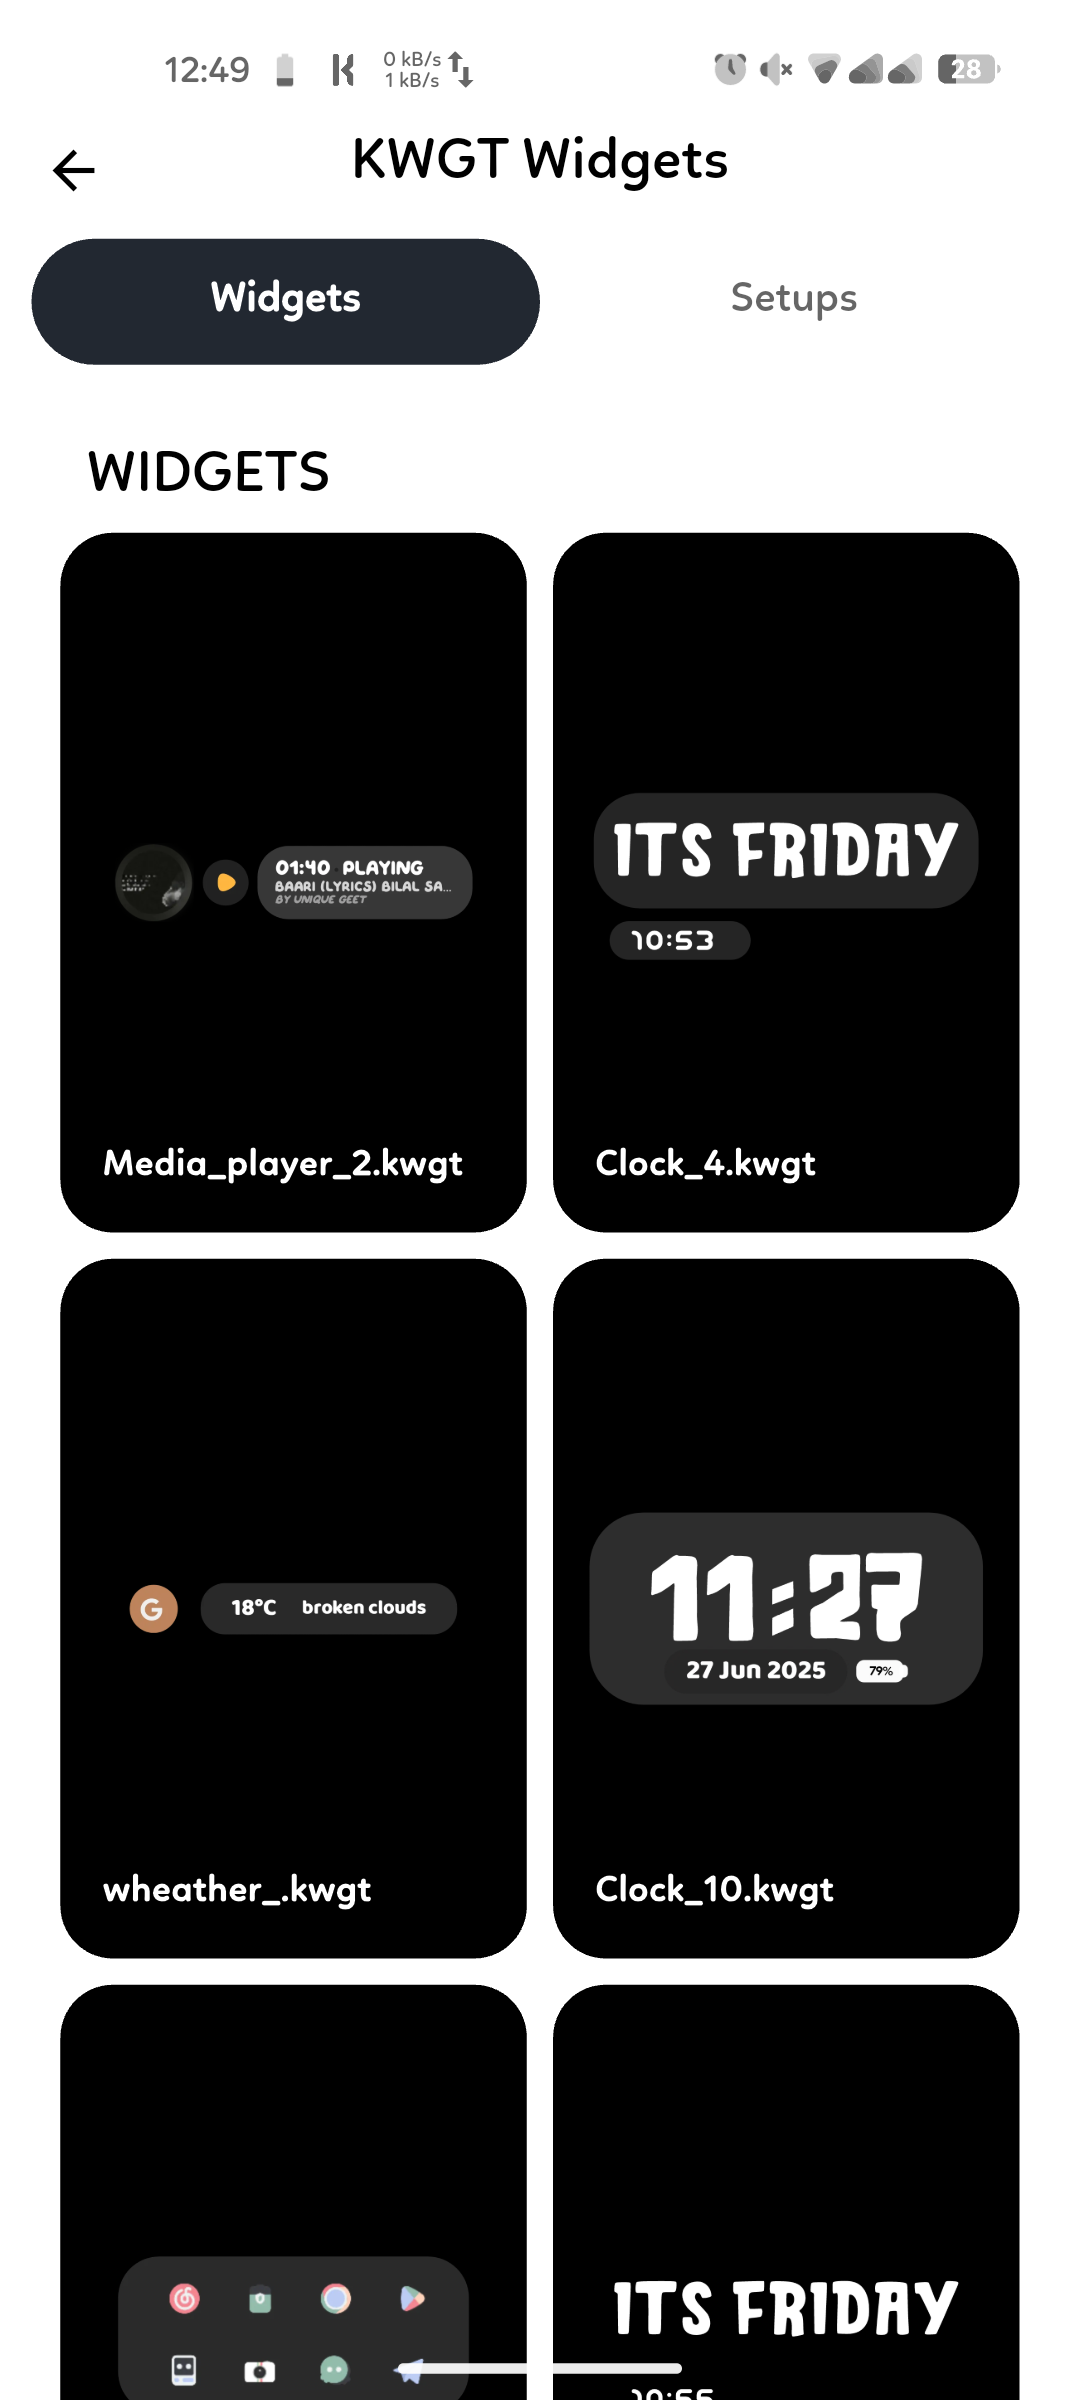 12:49
0 kB/s
1 kB/s
28
KWGT Widgets
Widgets
Setups
WIDGETS
01:40 PLAYING
BAARI (LYRICS) BILAL SA...
BY UNIQUE GEET
Media_player_2.kwgt
ITS FRIDAY
10:53
Clock_4.kwgt
G
18°C broken clouds
wheather_.kwgt
11:27
27 Jun 2025
79%
Clock_10.kwgt
ITS FRIDAY